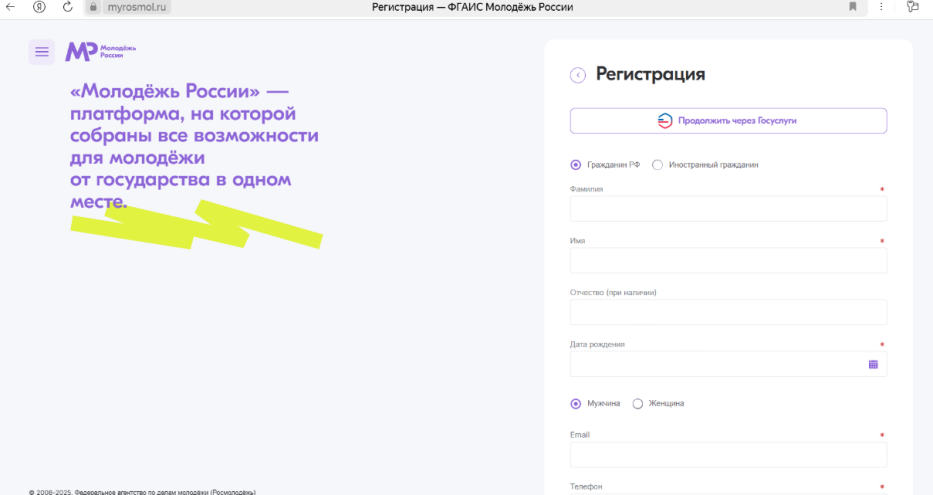 myrosmol.ru
Регистрация — ФГАИС Молодёжь России
МР Молодёжь
России
«Молодёжь России» —
платформа, на которой
собраны все возможности
для молодёжи
от государства в одном
месте.
© 2008-2025. Федеральное агентство по делам молодёжи (Росмолодёжь)
Регистрация
Продолжить через Госуслуги
Гражданин РФ Иностранный гражданин
Фамилия *
Имя *
Отчество (при наличии)
Дата рождения *
Мужчина Женщина
Email *
Телефон *